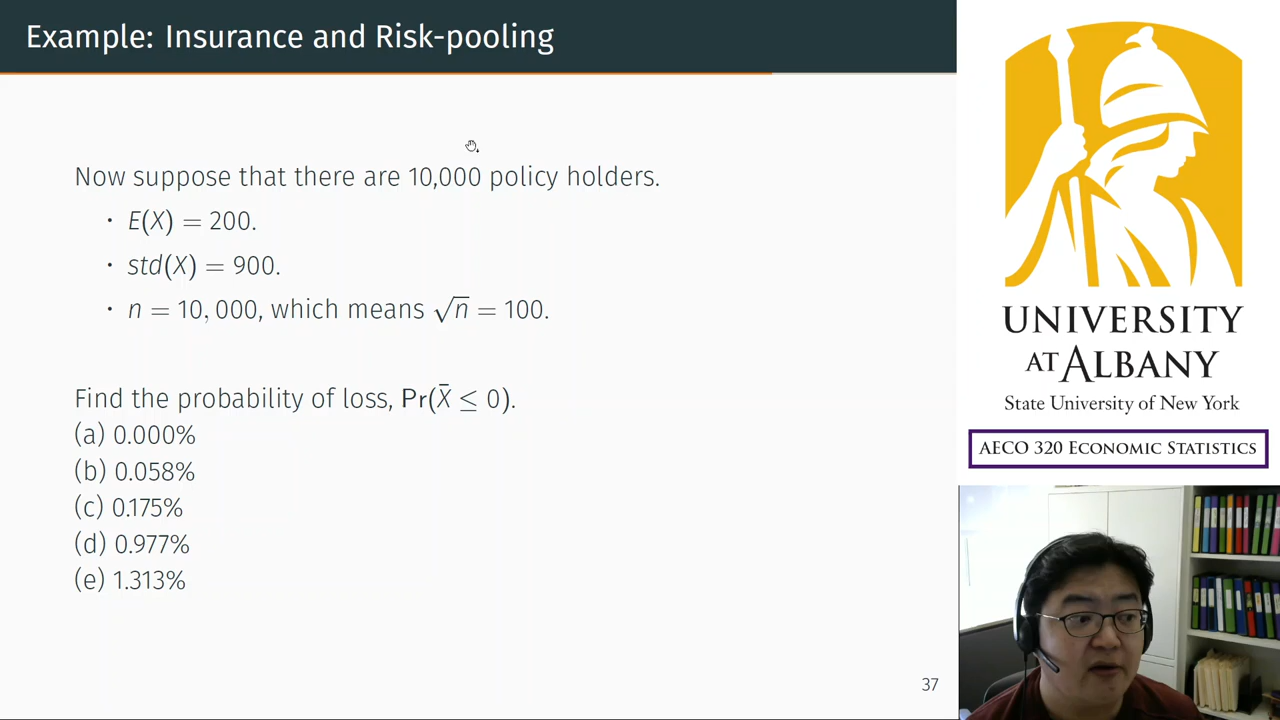 Example: Insurance and Risk-pooling
Now suppose that there are 10,000 policy holders.
· E(X) = 200.
· std(X) = 900.
· n = 10,000, which means √n = 100.
Find the probability of loss, Pr(X̄ ≤ 0).
(a) 0.000%
(b) 0.058%
(c) 0.175%
(d) 0.977%
(e) 1.313%
37
UNIVERSITY
AT ALBANY
State University of New York
AECO 320 Economic Statistics